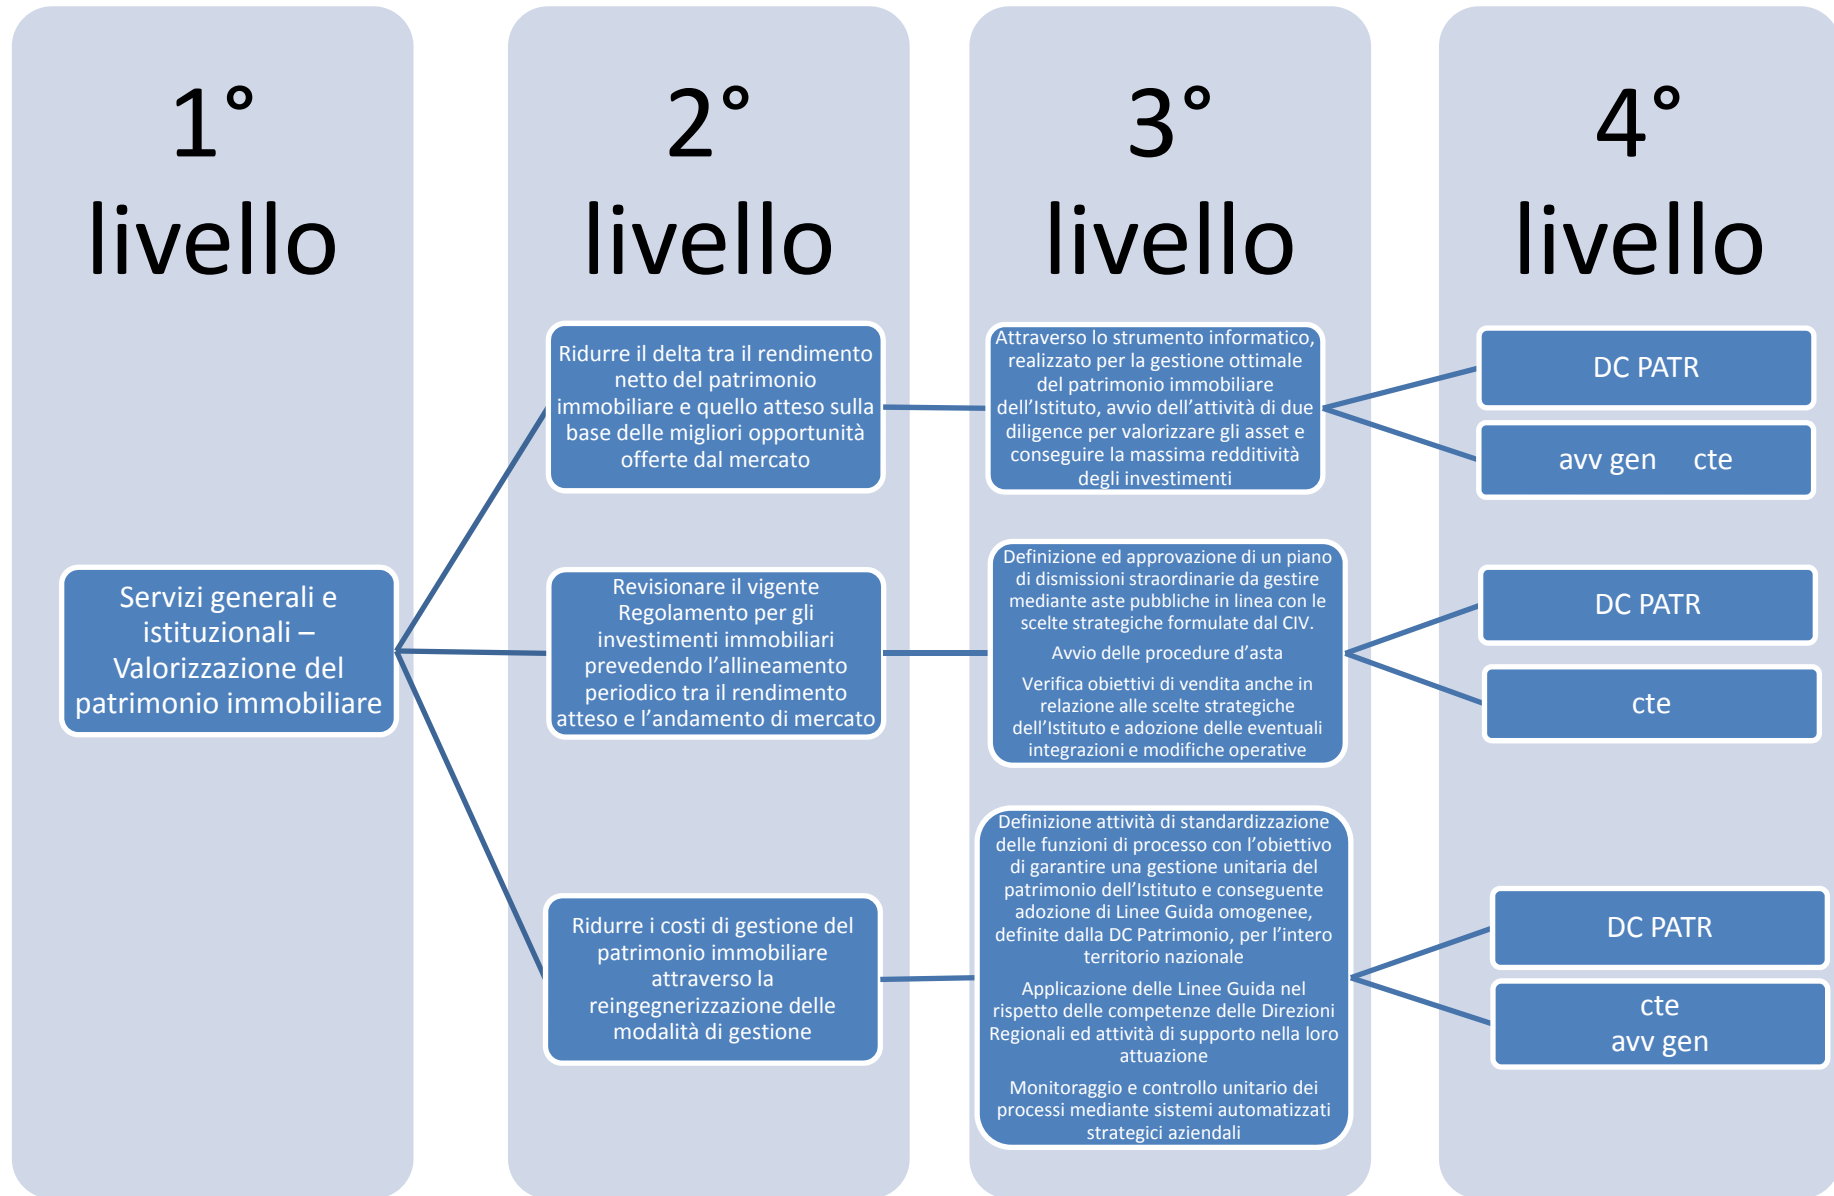 1°
livello
Servizi generali e
istituzionali –
Valorizzazione del
patrimonio immobiliare
2°
livello
Ridurre il delta tra il rendimento
netto del patrimonio
immobiliare e quello atteso sulla
base delle migliori opportunità
offerte dal mercato
Revisionare il vigente
Regolamento per gli
investimenti immobiliari
prevedendo l’allineamento
periodico tra il rendimento
atteso e l’andamento di mercato
Ridurre i costi di gestione del
patrimonio immobiliare
attraverso la
reingegnerizzazione delle
modalità di gestione
3°
livello
Attraverso lo strumento informatico,
realizzato per la gestione ottimale
del patrimonio immobiliare
dell’Istituto, avvio dell’attività di due
diligence per valorizzare gli asset e
conseguire la massima redditività
degli investimenti
Definizione ed approvazione di un piano
di dismissioni straordinarie da gestire
mediante aste pubbliche in linea con le
scelte strategiche formulate dal CIV.
Avvio delle procedure d’asta
Verifica obiettivi di vendita anche in
relazione alle scelte strategiche
dell’Istituto e adozione delle eventuali
integrazioni e modifiche operative
Definizione attività di standardizzazione
delle funzioni di processo con l’obiettivo
di garantire una gestione unitaria del
patrimonio dell’Istituto e conseguente
adozione di Linee Guida omogenee,
definite dalla DC Patrimonio, per l’intero
territorio nazionale
Applicazione delle Linee Guida nel
rispetto delle competenze delle Direzioni
Regionali ed attività di supporto nella loro
attuazione
Monitoraggio e controllo unitario dei
processi mediante sistemi automatizzati
strategici aziendali
4°
livello
DC PATR
avv gen cte
DC PATR
cte
DC PATR
cte
avv gen